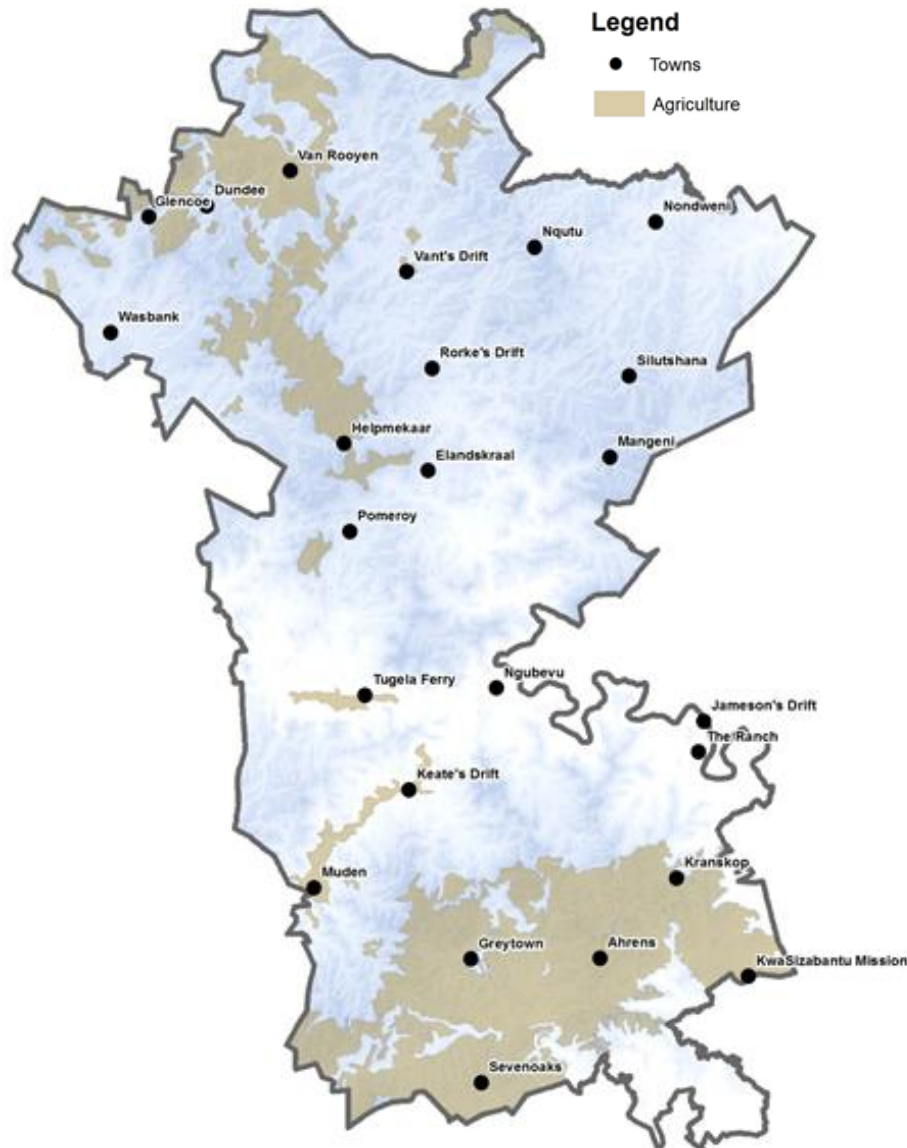 Legend
Towns
Agriculture
Van Rooyen
Dundee
Glencoe
Nondweni
Nqutu
Vant's Drift
Wasbank
Rorke's Drift
Silutshana
Helpmekaar
Mangeni
Elandskraal
Pomeroy
Ngubevu
Tugela Ferry
Jameson's Drift
The Ranch
Keate's Drift
Kranskop
Muden
Greytown
Ahrens
KwaSizabantu Mission
Sevenoaks